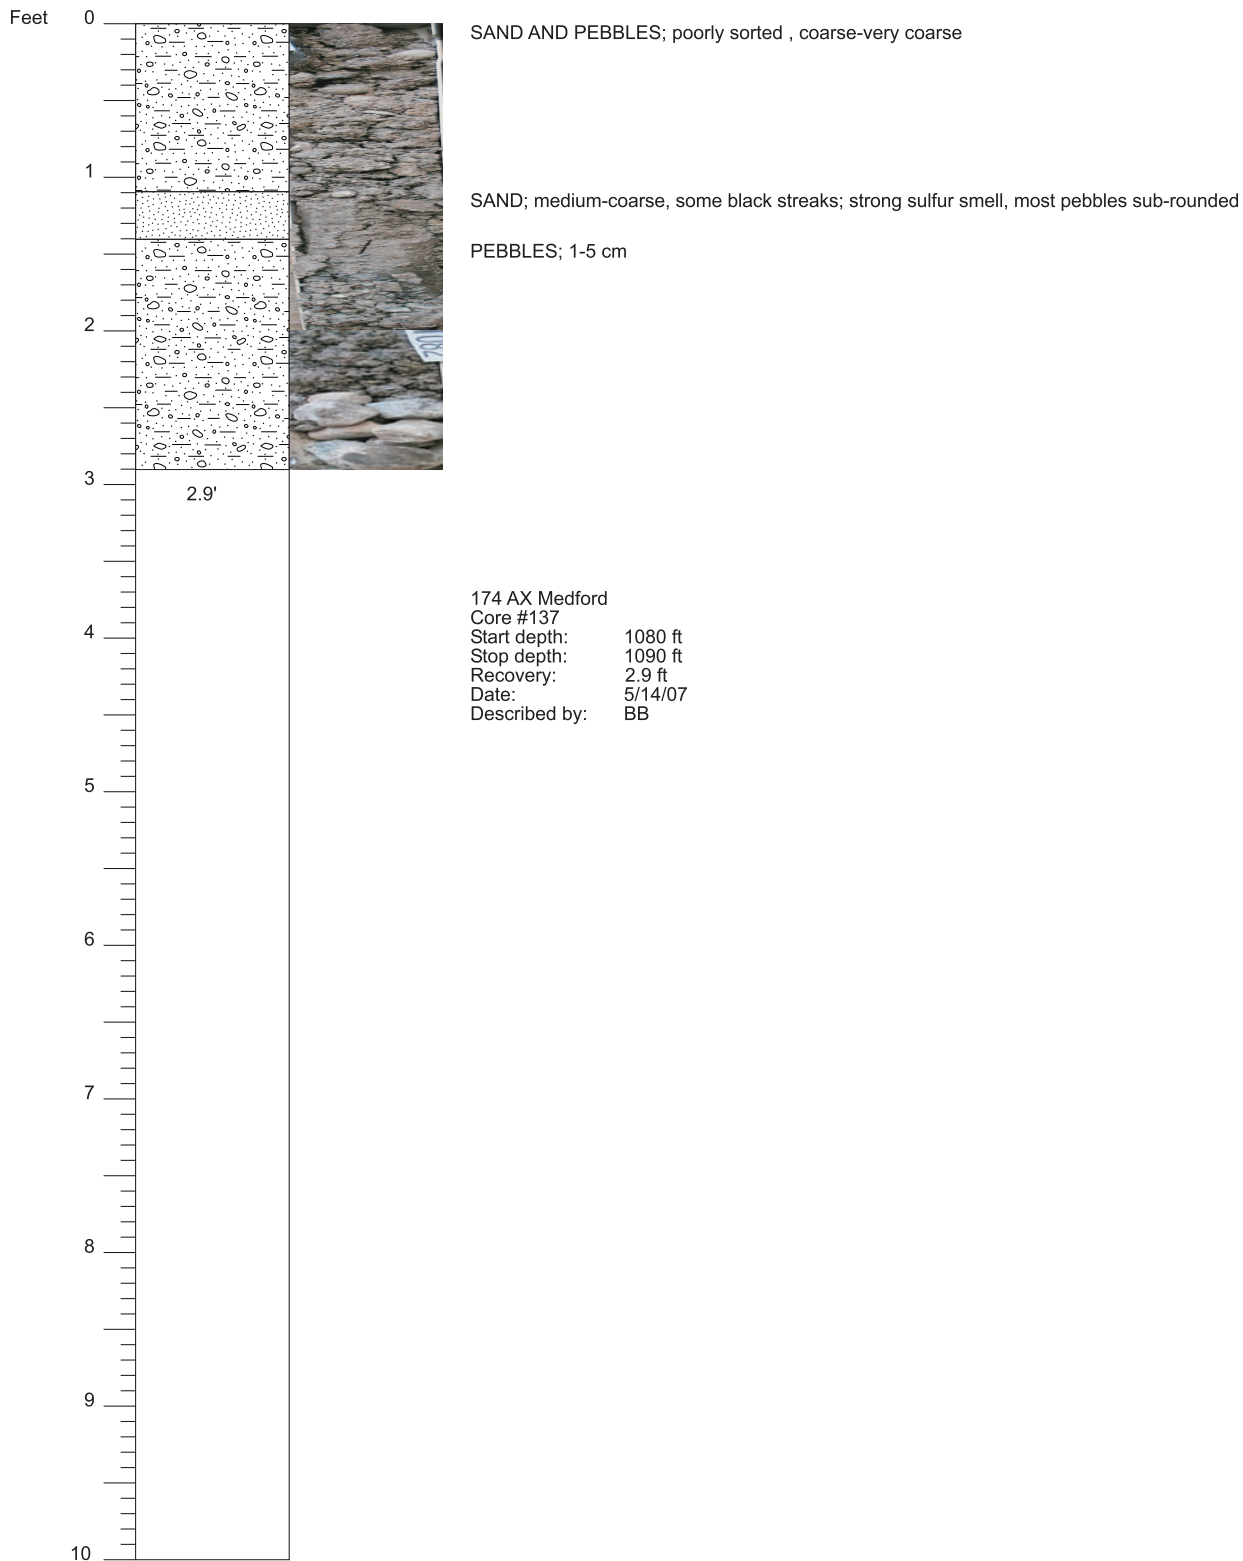 Feet
0
SAND AND PEBBLES; poorly sorted , coarse-very coarse
1
SAND; medium-coarse, some black streaks; strong sulfur smell, most pebbles sub-rounded
PEBBLES; 1-5 cm
2
3
2.9'
174 AX Medford
Core #137
4
Start depth: 1080 ft
Stop depth: 1090 ft
Recovery: 2.9 ft
Date: 5/14/07
Described by: BB
5
6
7
8
9
10